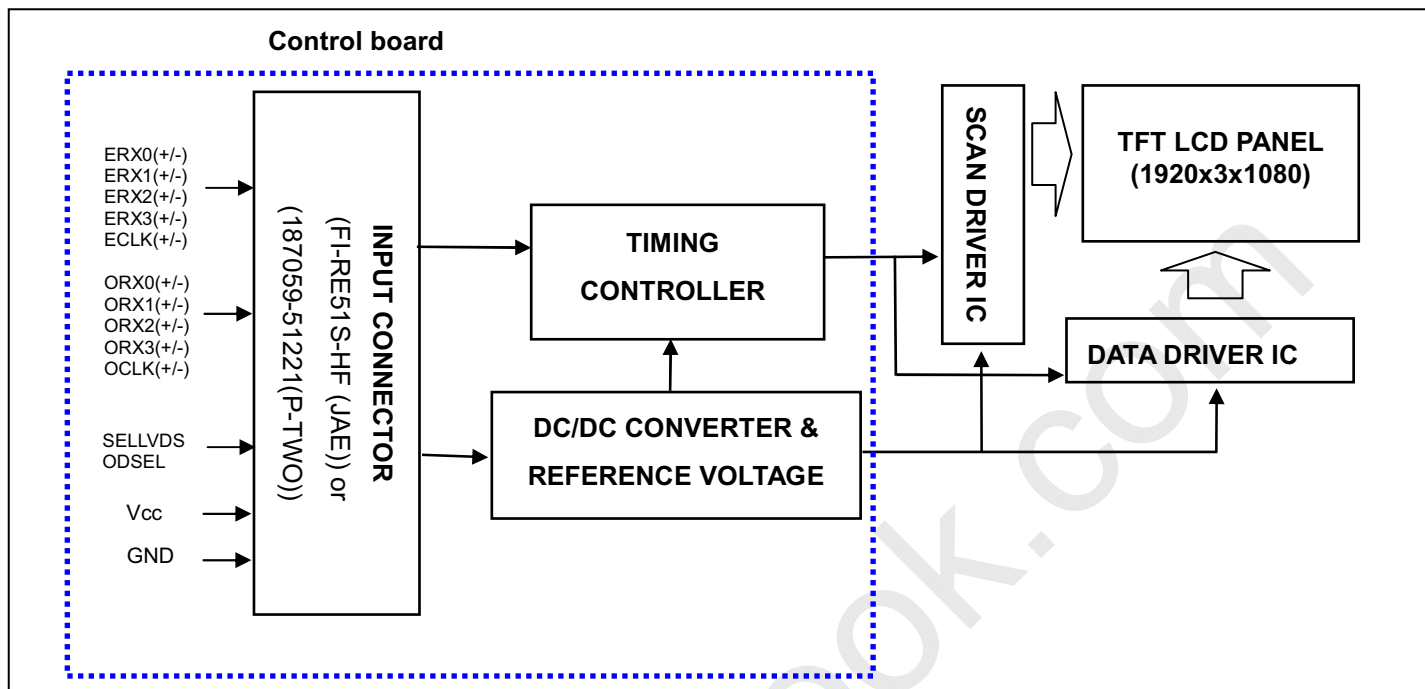 Control board
ERX0(+/-)
ERX1(+/-)
ERX2(+/-)
ERX3(+/-)
ECLK(+/-)
ORX0(+/-)
ORX1(+/-)
ORX2(+/-)
ORX3(+/-)
OCLK(+/-)
SELLVDS
ODSEL
Vcc
GND
INPUT CONNECTOR
(FI-RE51S-HF (JAE)) or
(187059-51221(P-TWO))
TIMING
CONTROLLER
DC/DC CONVERTER &
REFERENCE VOLTAGE
SCAN DRIVER IC
TFT LCD PANEL
(1920x3x1080)
DATA DRIVER IC
ook.com